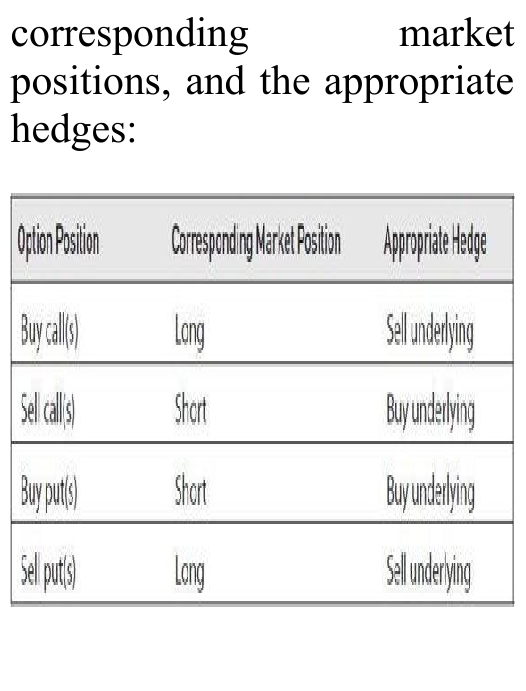 corresponding market
positions, and the appropriate
hedges:
Option Position Corresponding Market Position Appropriate Hedge
Buy call(s) Long Sell underlying
Sell call(s) Short Buy underlying
Buy put(s) Short Buy underlying
Sell put(s) Long Sell underlying